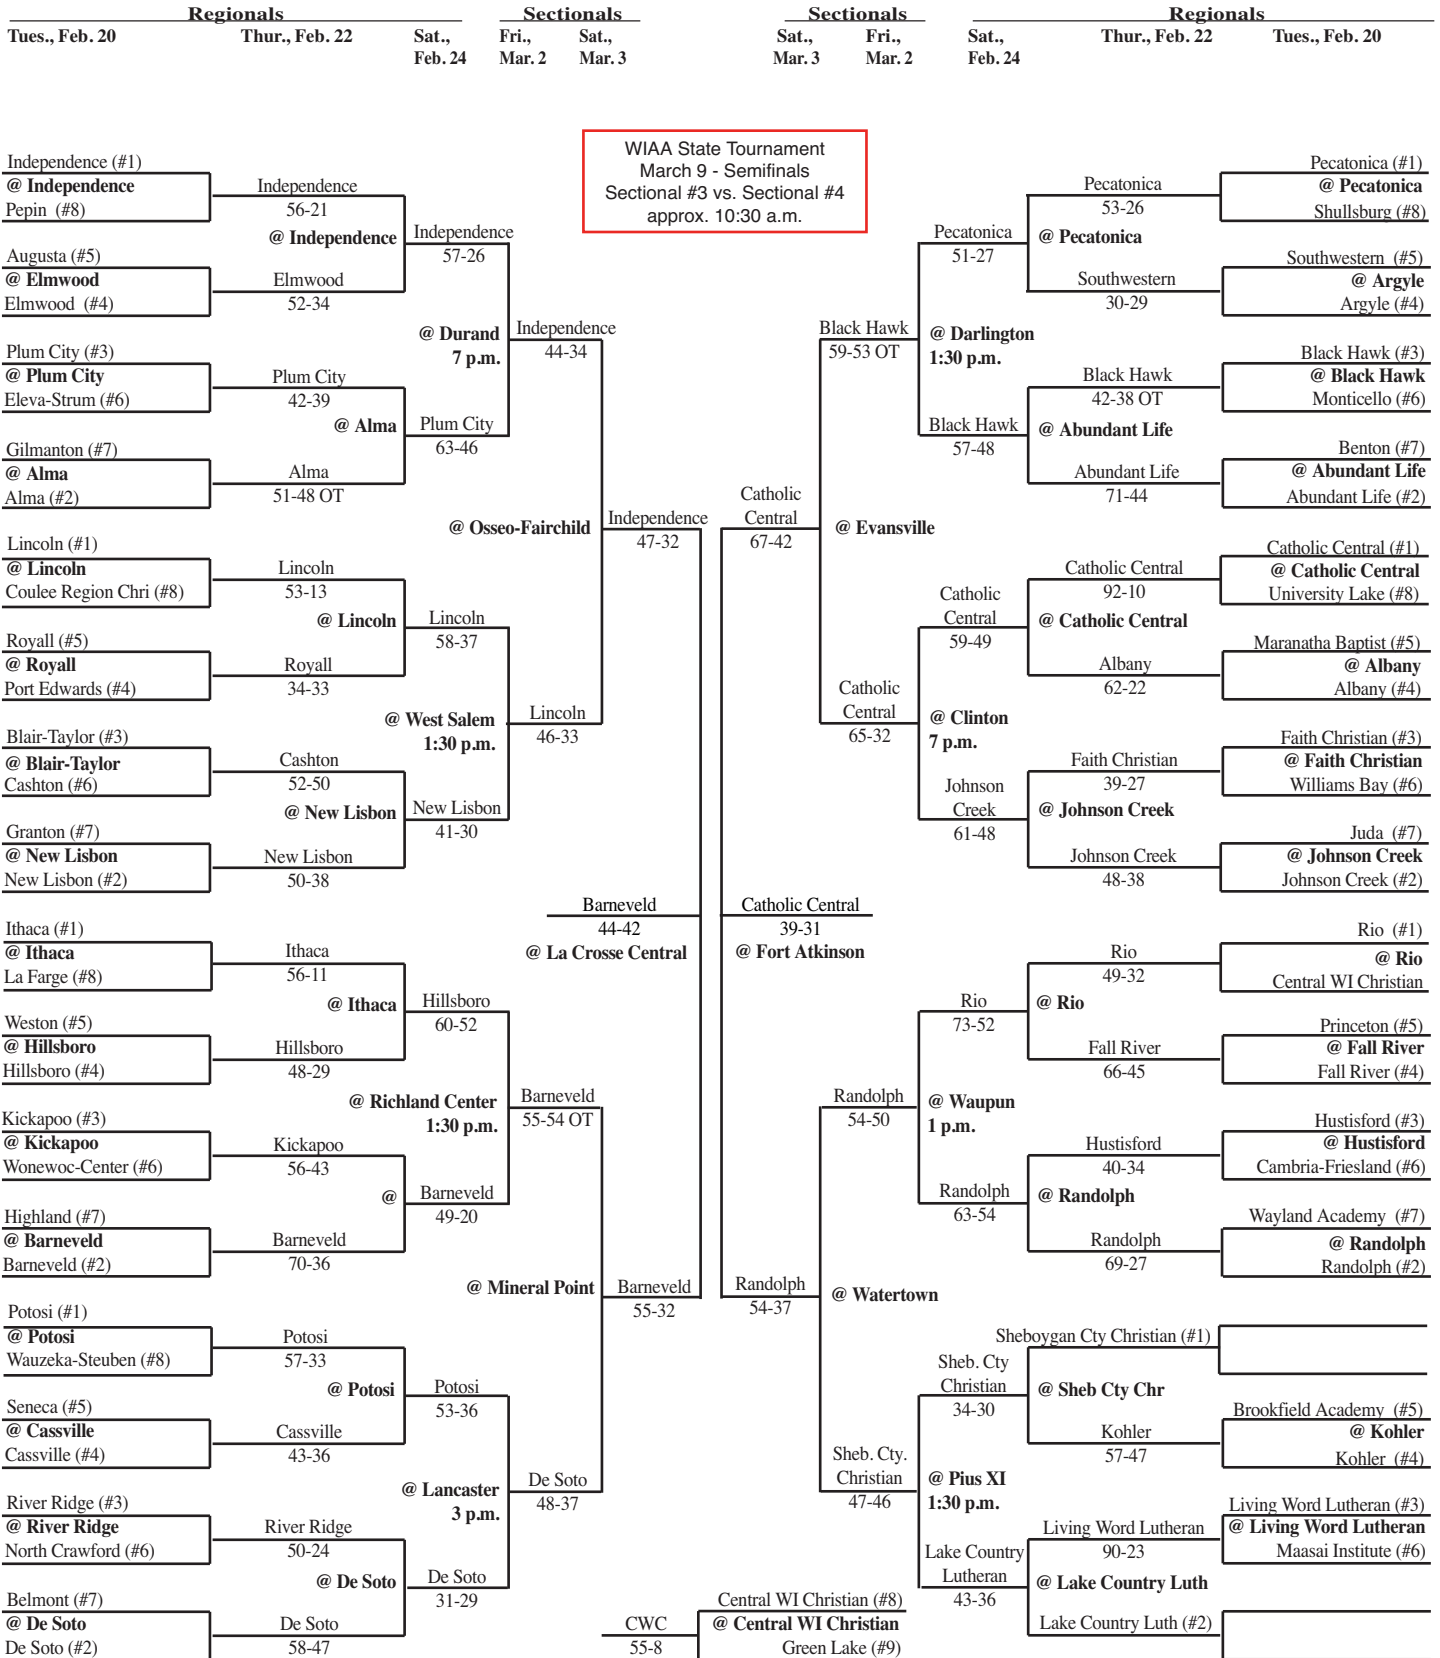 Regionals
Sectionals
Sectionals
Regionals
Tues., Feb. 20
Thur., Feb. 22
Sat.,
Feb. 24
Fri.,
Mar. 2
Sat.,
Mar. 3
Sat.,
Mar. 3
Fri.,
Mar. 2
Sat.,
Feb. 24
Thur., Feb. 22
Tues., Feb. 20
WIAA State Tournament
March 9 - Semifinals
Sectional #3 vs. Sectional #4
approx. 10:30 a.m.
Independence (#1)
@ Independence
Pepin (#8)
Augusta (#5)
@ Elmwood
Elmwood (#4)
Plum City (#3)
@ Plum City
Eleva-Strum (#6)
Gilmanton (#7)
@ Alma
Alma (#2)
Lincoln (#1)
@ Lincoln
Coulee Region Chri (#8)
Royall (#5)
@ Royall
Port Edwards (#4)
Blair-Taylor (#3)
@ Blair-Taylor
Cashton (#6)
Granton (#7)
@ New Lisbon
New Lisbon (#2)
Ithaca (#1)
@ Ithaca
La Farge (#8)
Weston (#5)
@ Hillsboro
Hillsboro (#4)
Kickapoo (#3)
@ Kickapoo
Wonewoc-Center (#6)
Highland (#7)
@ Barneveld
Barneveld (#2)
Potosi (#1)
@ Potosi
Wauzeka-Steuben (#8)
Seneca (#5)
@ Cassville
Cassville (#4)
River Ridge (#3)
@ River Ridge
North Crawford (#6)
Belmont (#7)
@ De Soto
De Soto (#2)
Independence
56-21
@ Independence
Elmwood
52-34
Plum City
42-39
@ Alma
Alma
51-48 OT
Lincoln
53-13
@ Lincoln
Royall
34-33
Cashton
52-50
@ New Lisbon
New Lisbon
50-38
Ithaca
56-11
@ Ithaca
Hillsboro
48-29
Kickapoo
56-43
@
Barneveld
70-36
Potosi
57-33
@ Potosi
Cassville
43-36
River Ridge
50-24
@ De Soto
De Soto
58-47
Independence
57-26
@ Durand
7 p.m.
Plum City
63-46
Lincoln
58-37
@ West Salem
1:30 p.m.
New Lisbon
41-30
Hillsboro
60-52
@ Richland Center
1:30 p.m.
Barneveld
49-20
Potosi
53-36
@ Lancaster
3 p.m.
De Soto
31-29
Independence
44-34
@ Osseo-Fairchild
Lincoln
46-33
Barneveld
55-54 OT
@ Mineral Point
De Soto
48-37
Independence
47-32
Barneveld
44-42
@ La Crosse Central
Barneveld
55-32
Catholic
Central
67-42
Catholic Central
39-31
@ Fort Atkinson
Randolph
54-37
Black Hawk
59-53 OT
@ Evansville
Catholic
Central
65-32
Randolph
54-50
@ Watertown
Sheb. Cty.
Christian
47-46
Pecatonica
51-27
@ Darlington
1:30 p.m.
Black Hawk
57-48
Catholic
Central
59-49
@ Clinton
7 p.m.
Johnson
Creek
61-48
Rio
73-52
@ Waupun
1 p.m.
Randolph
63-54
Sheb. Cty
Christian
34-30
@ Pius XI
1:30 p.m.
Lake Country
Lutheran
43-36
Pecatonica
53-26
@ Pecatonica
Southwestern
30-29
Black Hawk
42-38 OT
@ Abundant Life
Abundant Life
71-44
Catholic Central
92-10
@ Catholic Central
Albany
62-22
Faith Christian
39-27
@ Johnson Creek
Johnson Creek
48-38
Rio
49-32
@ Rio
Fall River
66-45
Hustisford
40-34
@ Randolph
Randolph
69-27
Sheboygan Cty Christian (#1)
@ Sheb Cty Chr
Kohler
57-47
Living Word Lutheran
90-23
@ Lake Country Luth
Lake Country Luth (#2)
Pecatonica (#1)
@ Pecatonica
Shullsburg (#8)
Southwestern (#5)
@ Argyle
Argyle (#4)
Black Hawk (#3)
@ Black Hawk
Monticello (#6)
Benton (#7)
@ Abundant Life
Abundant Life (#2)
Catholic Central (#1)
@ Catholic Central
University Lake (#8)
Maranatha Baptist (#5)
@ Albany
Albany (#4)
Faith Christian (#3)
@ Faith Christian
Williams Bay (#6)
Juda (#7)
@ Johnson Creek
Johnson Creek (#2)
Rio (#1)
@ Rio
Central WI Christian
Princeton (#5)
@ Fall River
Fall River (#4)
Hustisford (#3)
@ Hustisford
Cambria-Friesland (#6)
Wayland Academy (#7)
@ Randolph
Randolph (#2)
Brookfield Academy (#5)
@ Kohler
Kohler (#4)
Living Word Lutheran (#3)
@ Living Word Lutheran
Maasai Institute (#6)
CWC
55-8
Central WI Christian (#8)
@ Central WI Christian
Green Lake (#9)